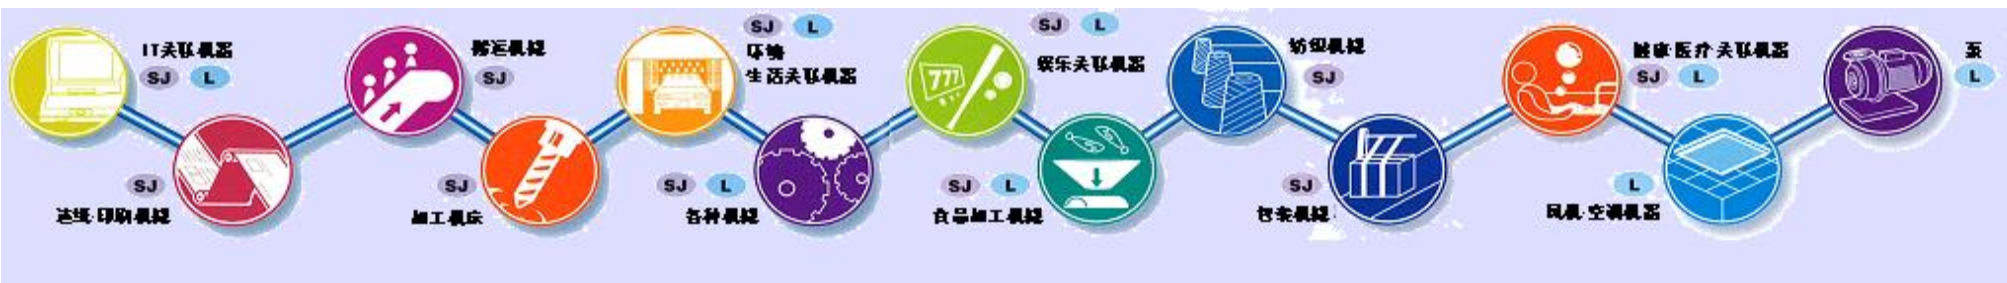 IT关联机器
SJ L
SJ
造纸·印刷机械
搬运机械
SJ
SJ
加工机床
SJ L
环境
生活关联机器
SJ L
各种机械
777
SJ L
娱乐关联机器
SJ L
食品加工机械
纺织机械
SJ
SJ
包装机械
健康·医疗关联机器
SJ L
L
风机·空调机器
泵
L